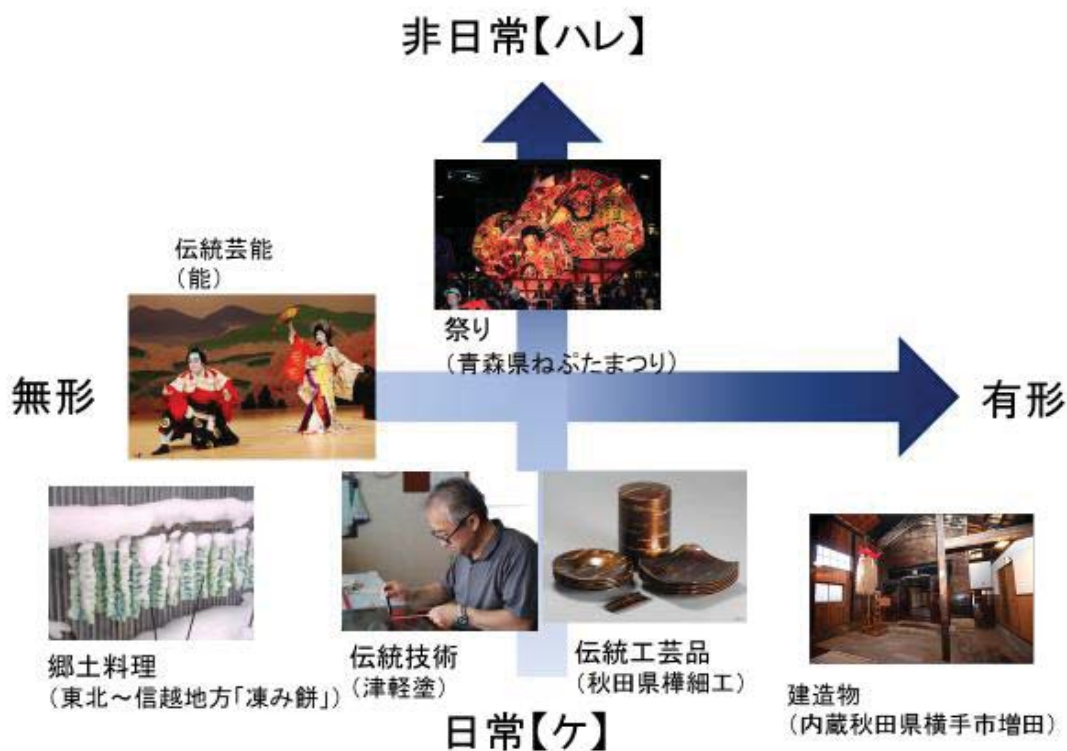 非日常【ハレ】
伝統芸能
（能）
祭り
（青森県ねぷたまつり）
無形
有形
郷土料理
（東北～信越地方「凍み餅」）
伝統技術
（津軽塗）
伝統工芸品
（秋田県樺細工）
建造物
（内蔵秋田県横手市増田）
日常【ケ】